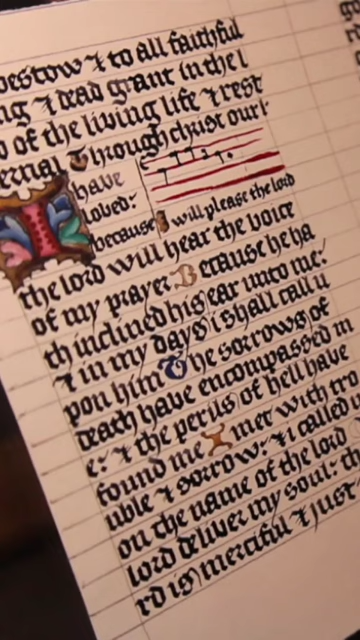 bestow ⁊ to all faithful
ng ⁊ dead grant in the l
o of the living life ⁊ rest
ernal Through christ our l
I have
loved:
because I will please the lord
the lord will hear the voice
of my prayer Because he ha
th inclined his ear unto me:
⁊ in my days i shall call u
pon him The sorrows of
death have encompassed m
e: ⁊ the perils of hell have
found me I met with tro
uble ⁊ sorrow: ⁊ i called
on the name of the lord O
lord deliver my soul: th
rd is merciful ⁊ just